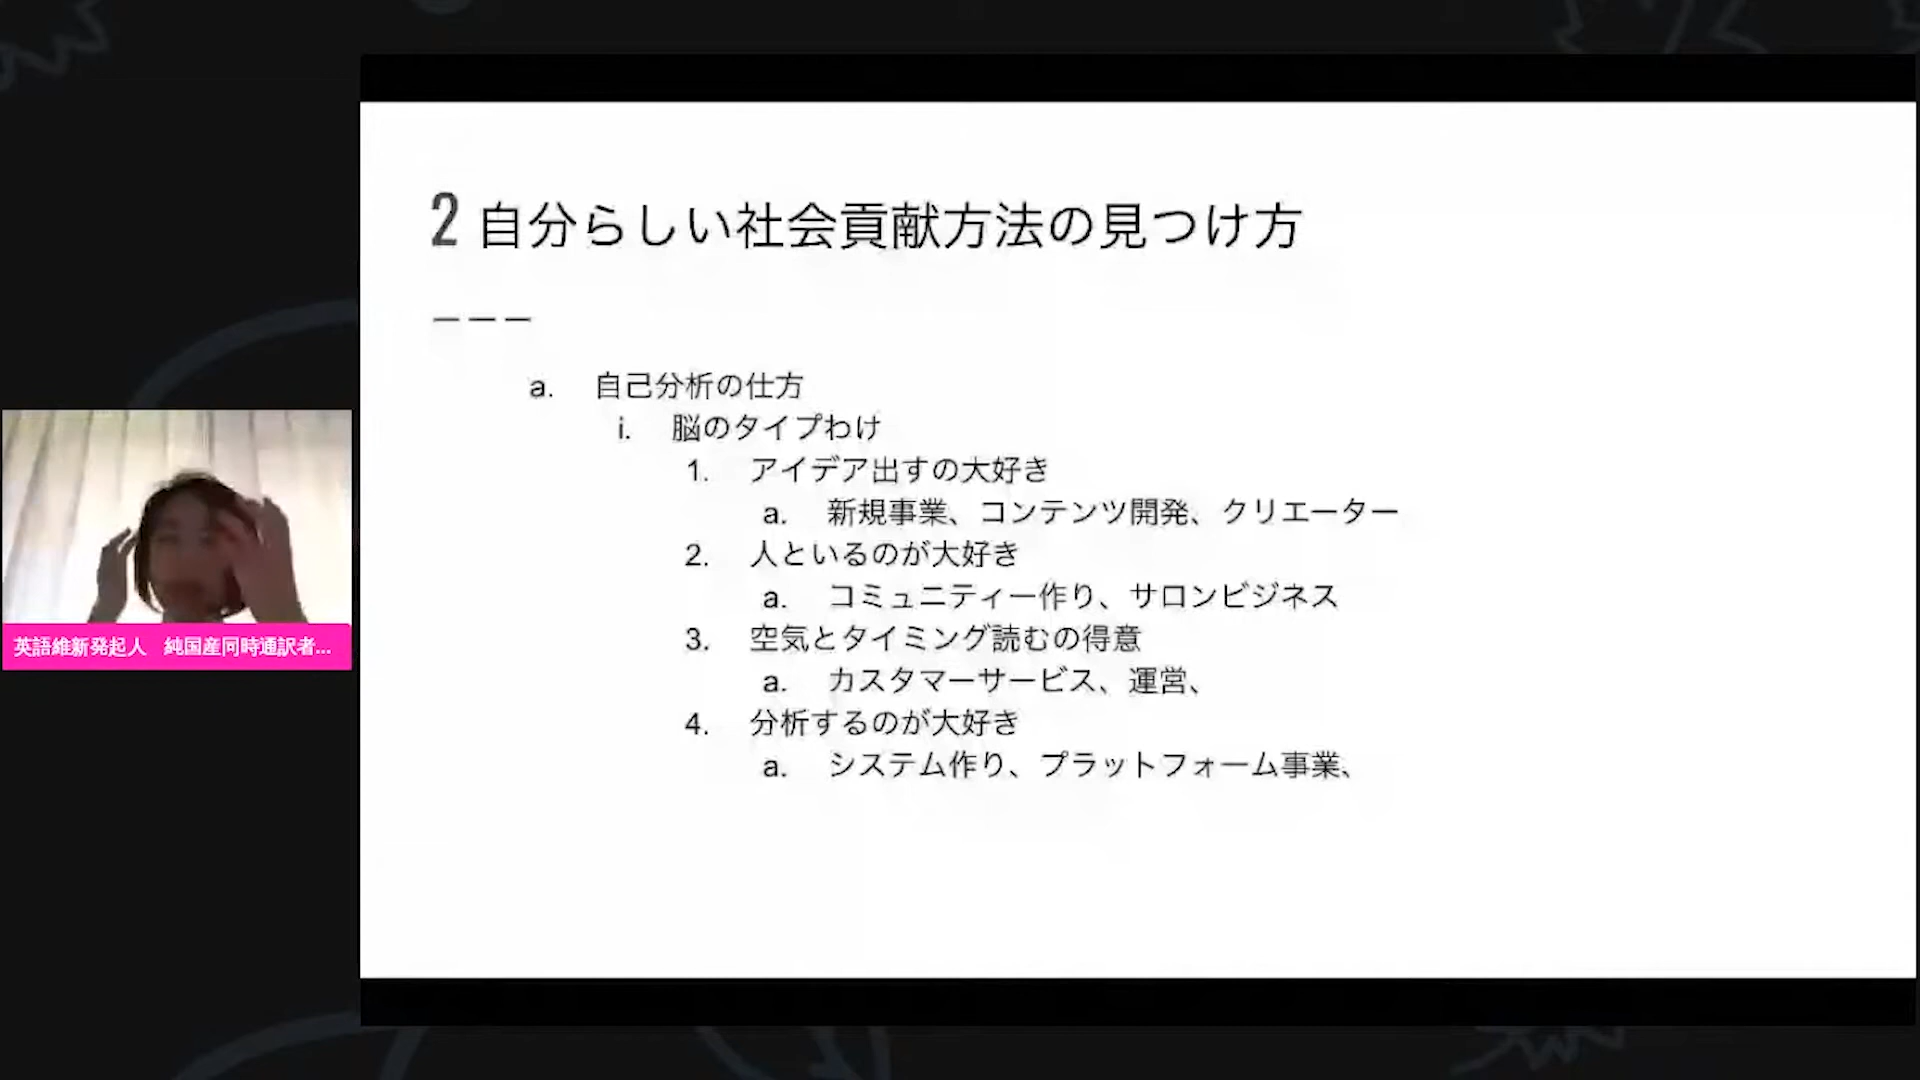 2 自分らしい社会貢献方法の見つけ方
a. 自己分析の仕方
i. 脳のタイプわけ
1. アイデア出すの大好き
a. 新規事業、コンテンツ開発、クリエーター
2. 人といるのが大好き
a. コミュニティー作り、サロンビジネス
3. 空気とタイミング読むの得意
a. カスタマーサービス、運営、
4. 分析するのが大好き
a. システム作り、プラットフォーム事業、
英語維新発起人 純国産同時通訳者...